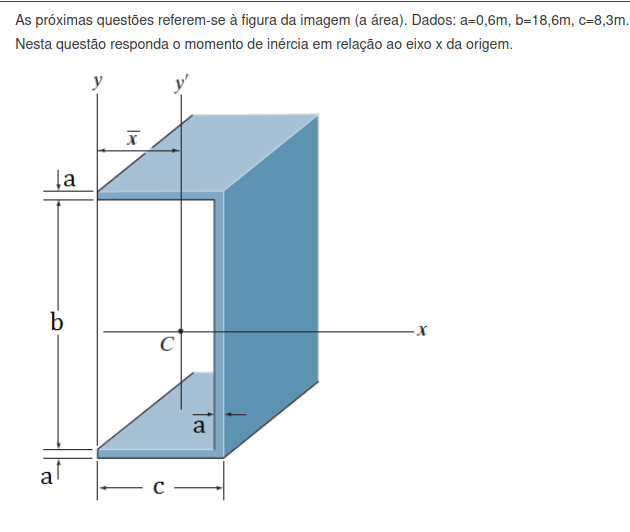 As próximas questões referem-se à figura da imagem (a área). Dados: a=0,6m, b=18,6m, c=8,3m.
Nesta questão responda o momento de inércia em relação ao eixo x da origem.
y
y'
x̅
a
b
x
C
a
a
c